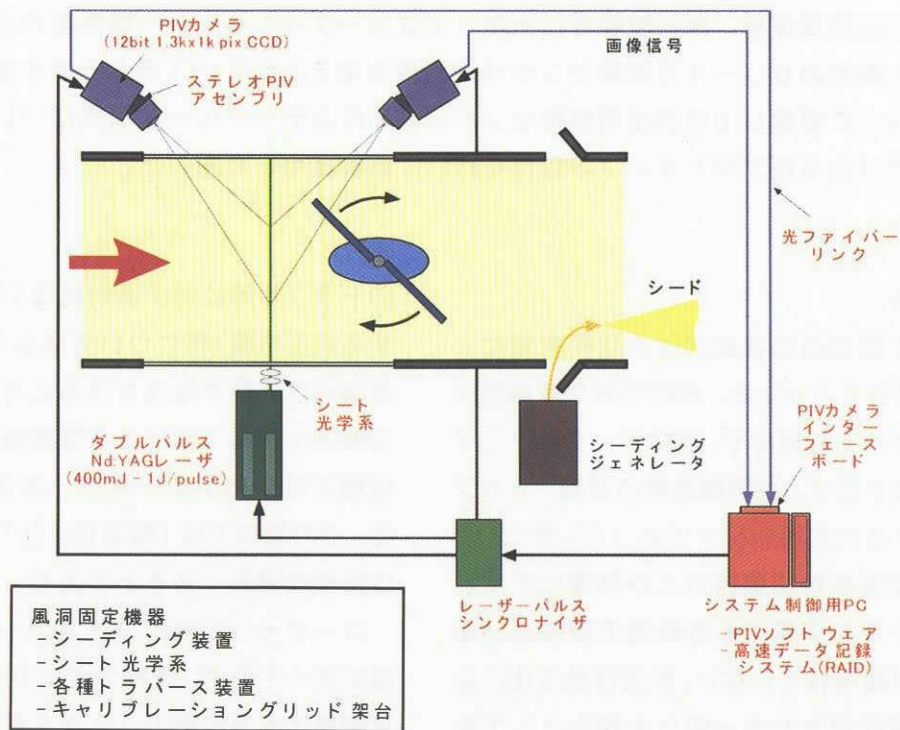 PIVカメラ
(12bit 1.3kx1k pix CCD)
ステレオPIV
アセンブリ
画像信号
光ファイバー
リンク
シード
シート
光学系
ダブルパルス
Nd:YAGレーザ
(400mJ - 1J/pulse)
シーディング
ジェネレータ
PIVカメラ
インター
フェース
ボード
レーザーパルス
シンクロナイザ
システム制御用PC
- PIVソフトウェア
- 高速データ記録
システム(RAID)
風洞固定機器
- シーディング装置
- シート光学系
- 各種トラバース装置
- キャリブレーショングリッド架台